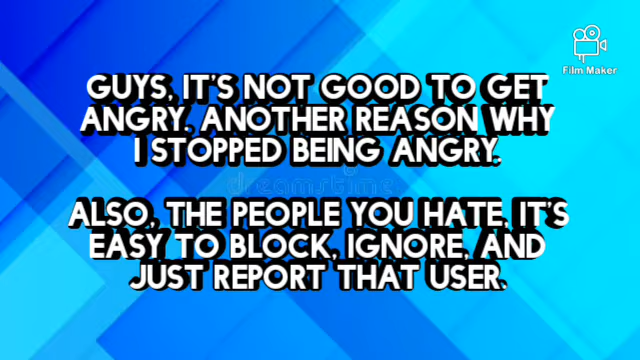 Film Maker
GUYS, IT'S NOT GOOD TO GET
ANGRY. ANOTHER REASON WHY
I STOPPED BEING ANGRY.
dreamstime
ALSO, THE PEOPLE YOU HATE, IT'S
EASY TO BLOCK, IGNORE, AND
JUST REPORT THAT USER.